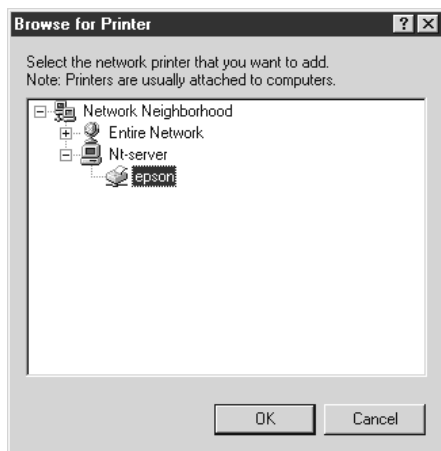 Browse for Printer
Select the network printer that you want to add.
Note: Printers are usually attached to computers.
Network Neighborhood
Entire Network
Nt-server
epson
OK Cancel